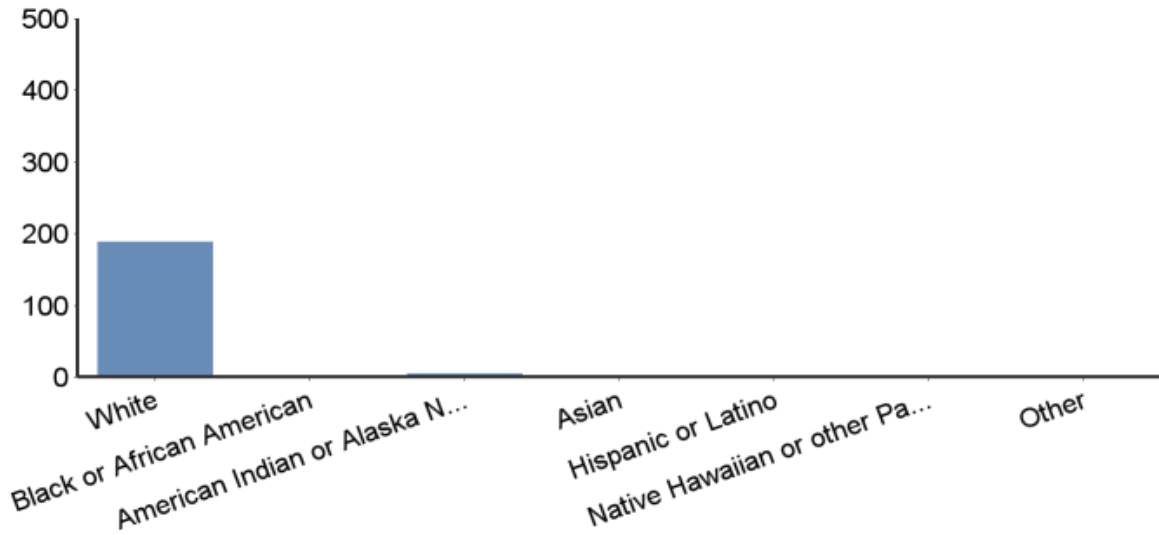 500
400
300
200
100
0
White
Black or African American
American Indian or Alaska N...
Asian
Hispanic or Latino
Native Hawaiian or other Pa...
Other